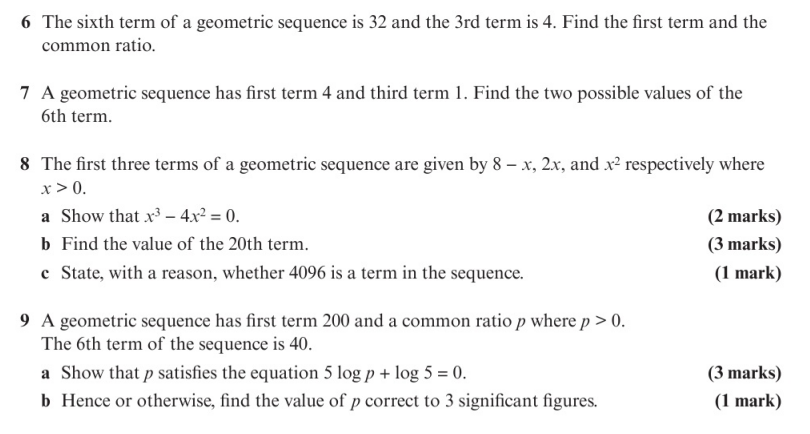 6 The sixth term of a geometric sequence is 32 and the 3rd term is 4. Find the first term and the
common ratio.
7 A geometric sequence has first term 4 and third term 1. Find the two possible values of the
6th term.
8 The first three terms of a geometric sequence are given by 8 – x, 2x, and x² respectively where
x > 0.
a Show that x³ – 4x² = 0. (2 marks)
b Find the value of the 20th term. (3 marks)
c State, with a reason, whether 4096 is a term in the sequence. (1 mark)
9 A geometric sequence has first term 200 and a common ratio p where p > 0.
The 6th term of the sequence is 40.
a Show that p satisfies the equation 5 log p + log 5 = 0. (3 marks)
b Hence or otherwise, find the value of p correct to 3 significant figures. (1 mark)